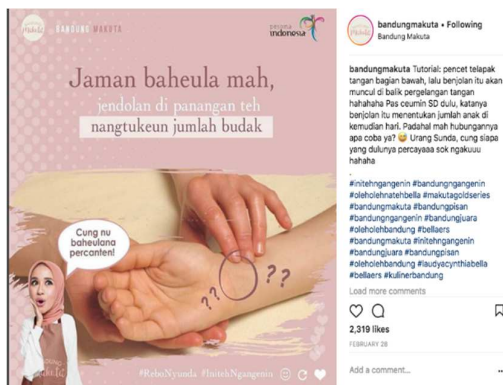 Makuta
BANDUNG MAKUTA
pesona
indonesia
Jaman baheula mah,
jendolan di panangan teh
nangtukeun jumlah budak
Cung nu
baheulana
percanten!
? ?
? ?
#ReboNyunda #InitehNgangenin
bandungmakuta • Following
Bandung Makuta
bandungmakuta Tutorial: pencet telapak
tangan bagian bawah, lalu benjolan itu akan
muncul di balik pergelangan tangan
hahahaha Pas ceumin SD dulu, katanya
benjolan itu menentukan jumlah anak di
kemudian hari. Padahal mah hubungannya
apa coba ya? 😅 Urang Sunda, cung siapa
yang dulunya percayaaa sok ngakuuu
hahaha
.
#initehngangenin #bandungngangenin
#oleholehnatehbella #makutagoldseries
#bandungmakuta #bandungpisan
#bandungngangenin #bandungjuara
#oleholehbandung #bellaers
#bandungmakuta #initehngangenin
#bandungjuara #bandungpisan
#oleholehbandung #laudyacynthiabella
#bellaers #kulinerbandung
Load more comments
2,319 likes
FEBRUARY 28
Add a comment...